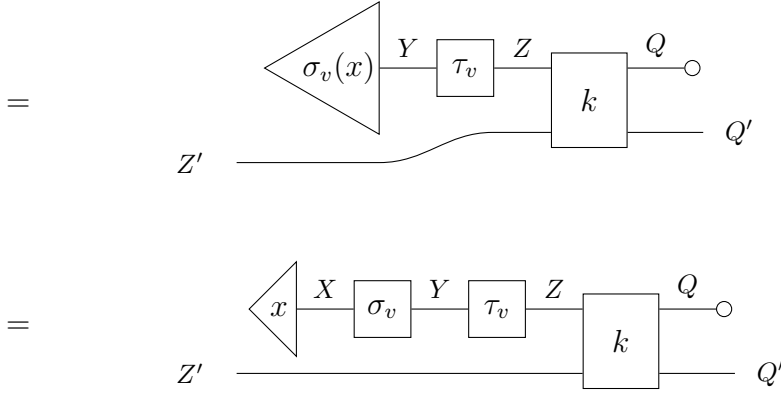 Y Z Q
σ_v(x) τ_v
= k
Z′ Q′
X Y Z Q
x σ_v τ_v
= k
Z′ Q′